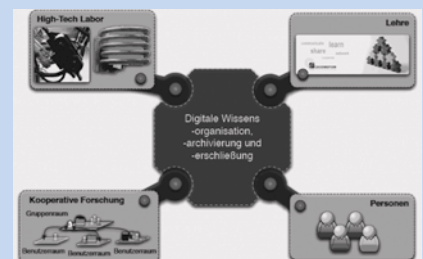 High-Tech Labor
Lehre
learn
share
Digitale Wissens
-organisation,
-archivierung und
-erschließung
Kooperative Forschung
Gruppenraum
Benutzerraum
Benutzerraum
Benutzerraum
Personen